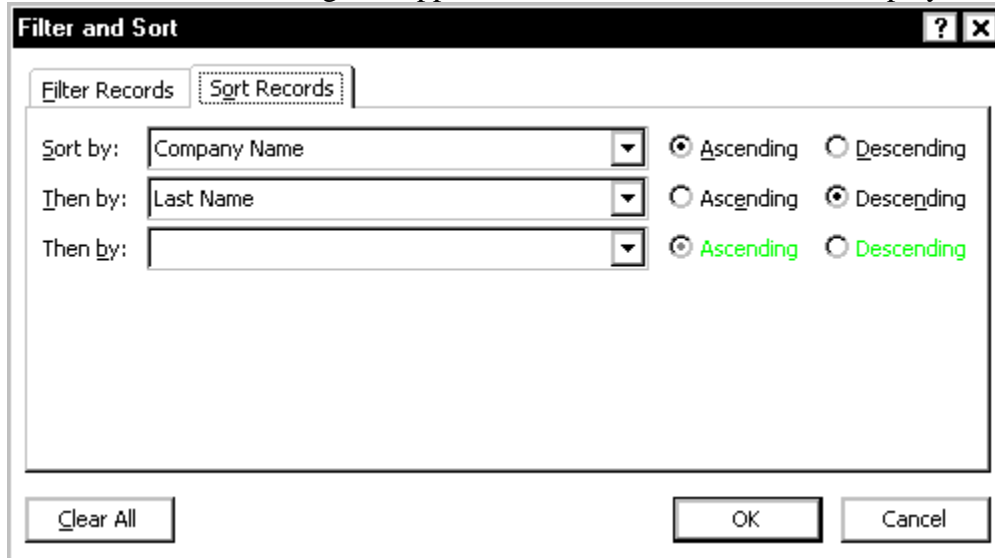 Filter and Sort
Filter Records Sort Records
Sort by: Company Name Ascending Descending
Then by: Last Name Ascending Descending
Then by: Ascending Descending
Clear All OK Cancel